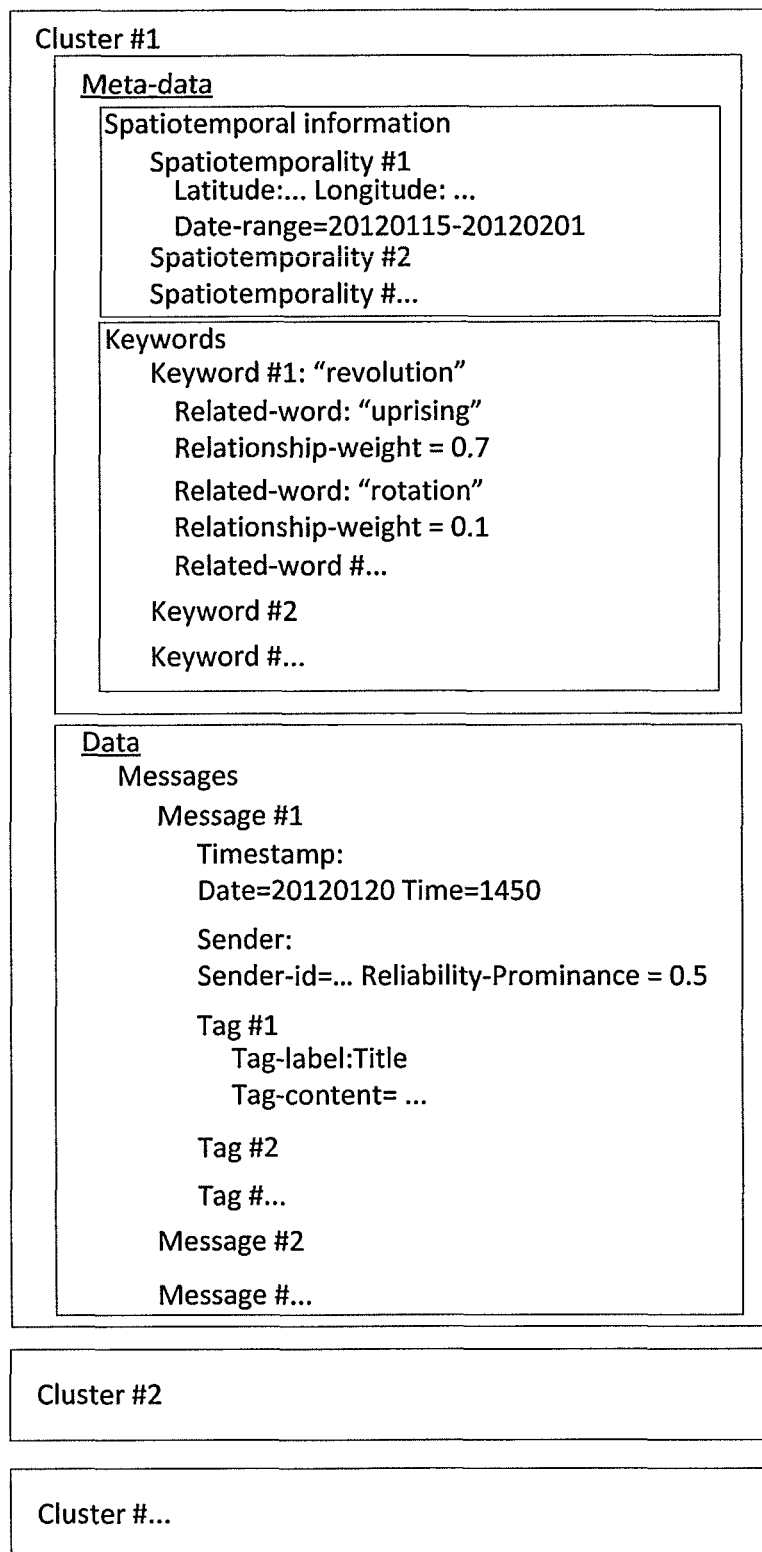 Cluster #1
Meta-data
Spatiotemporal information
Spatiotemporality #1
Latitude:... Longitude: ...
Date-range=20120115-20120201
Spatiotemporality #2
Spatiotemporality #...
Keywords
Keyword #1: “revolution”
Related-word: “uprising”
Relationship-weight = 0.7
Related-word: “rotation”
Relationship-weight = 0.1
Related-word #...
Keyword #2
Keyword #...
Data
Messages
Message #1
Timestamp:
Date=20120120 Time=1450
Sender:
Sender-id=... Reliability-Prominance = 0.5
Tag #1
Tag-label:Title
Tag-content= ...
Tag #2
Tag #...
Message #2
Message #...
Cluster #2
Cluster #...